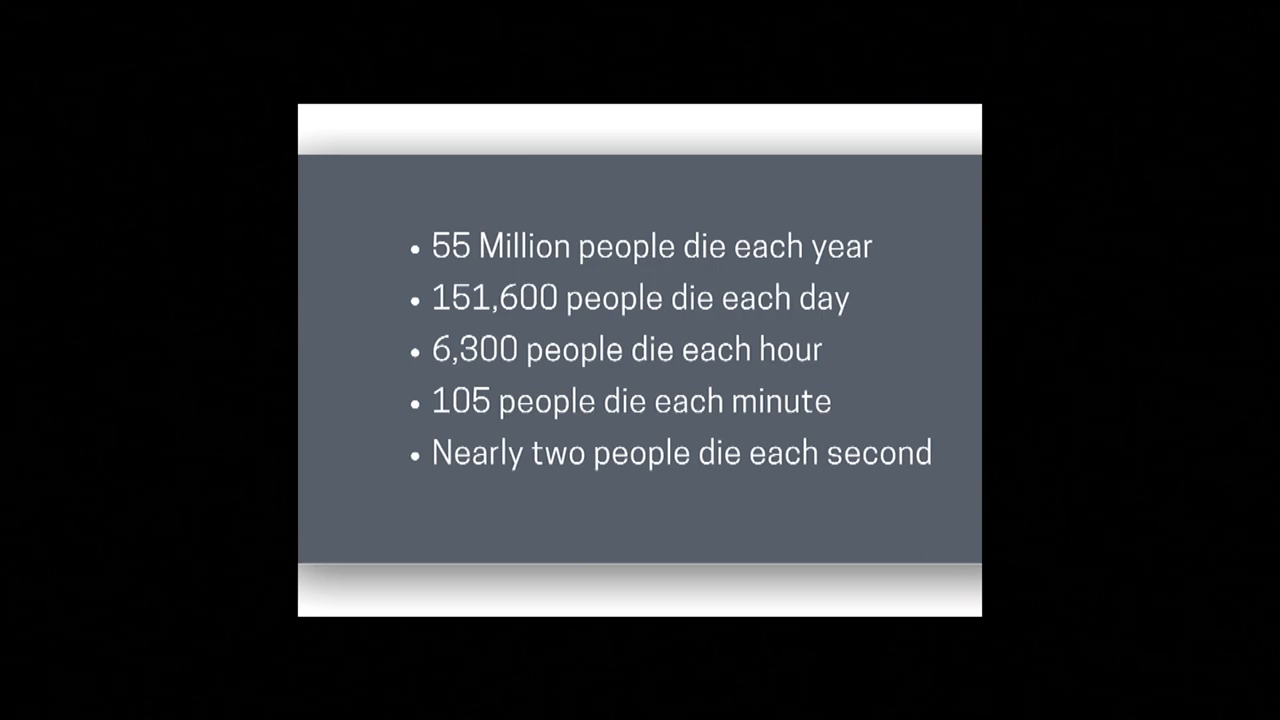 • 55 Million people die each year
• 151,600 people die each day
• 6,300 people die each hour
• 105 people die each minute
• Nearly two people die each second